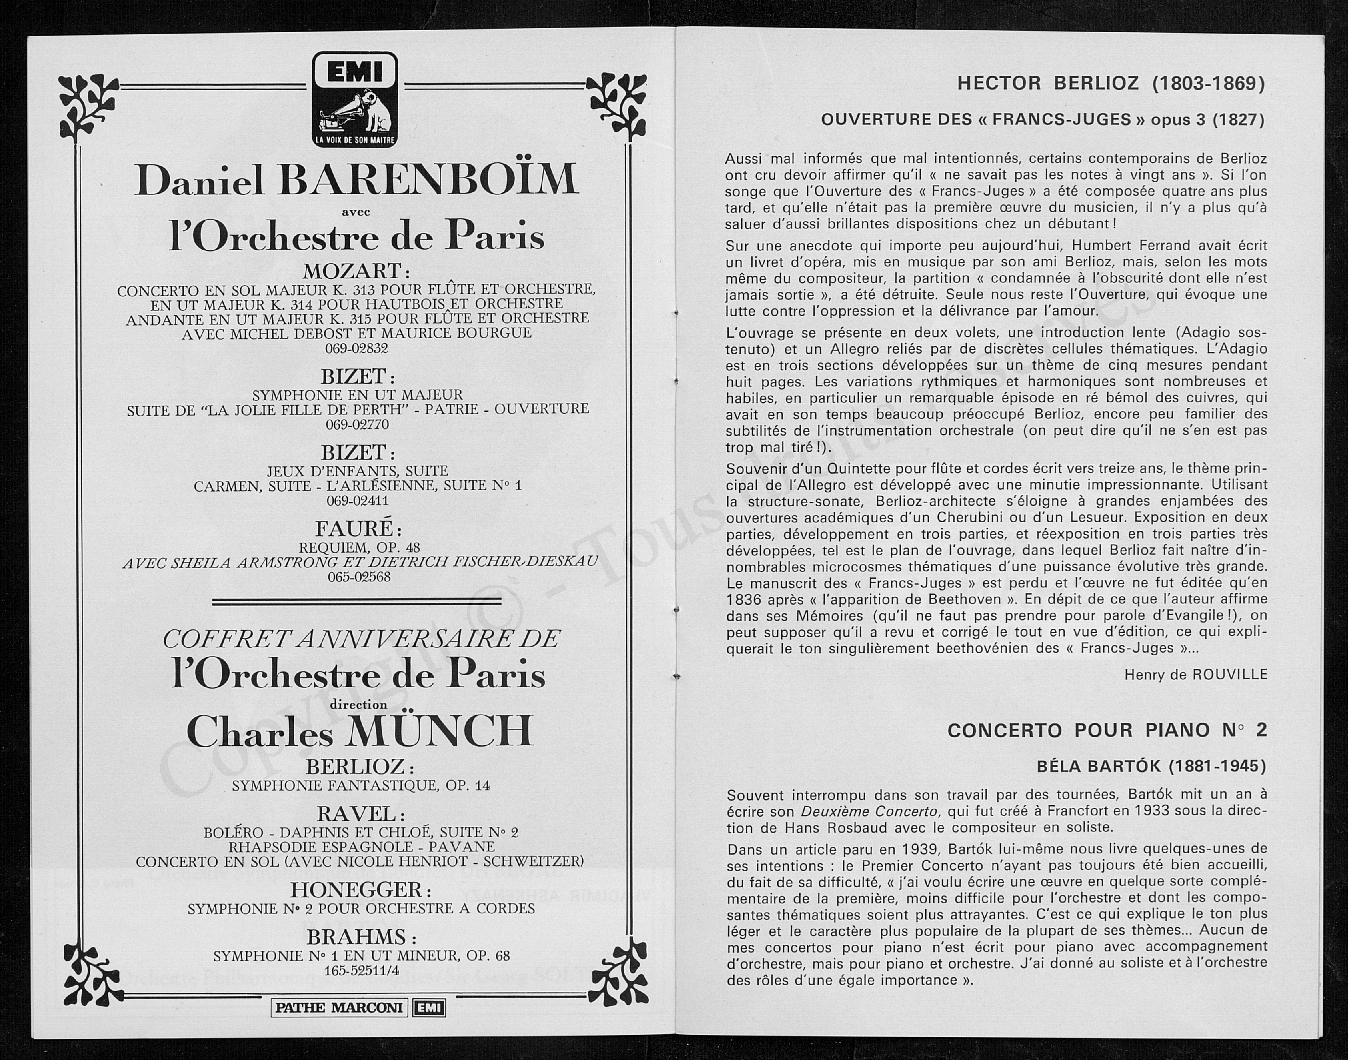 EMI
LA VOIX DE SON MAITRE
Daniel BARENBOÏM
avec
l'Orchestre de Paris
MOZART :
CONCERTO EN SOL MAJEUR K. 313 POUR FLÛTE ET ORCHESTRE,
EN UT MAJEUR K. 314 POUR HAUTBOIS ET ORCHESTRE
ANDANTE EN UT MAJEUR K. 315 POUR FLÛTE ET ORCHESTRE
AVEC MICHEL DEBOST ET MAURICE BOURGUE
069-02832
BIZET :
SYMPHONIE EN UT MAJEUR
SUITE DE "LA JOLIE FILLE DE PERTH" - PATRIE - OUVERTURE
069-02770
BIZET :
JEUX D'ENFANTS, SUITE
CARMEN, SUITE - L'ARLÉSIENNE, SUITE N° 1
069-02411
FAURÉ :
REQUIEM, OP. 48
AVEC SHEILA ARMSTRONG ET DIETRICH FISCHER-DIESKAU
065-02568
COFFRET ANNIVERSAIRE DE
l'Orchestre de Paris
direction
Charles MÜNCH
BERLIOZ :
SYMPHONIE FANTASTIQUE, OP. 14
RAVEL :
BOLÉRO - DAPHNIS ET CHLOÉ, SUITE N° 2
RHAPSODIE ESPAGNOLE - PAVANE
CONCERTO EN SOL (AVEC NICOLE HENRIOT - SCHWEITZER)
HONEGGER :
SYMPHONIE N° 2 POUR ORCHESTRE A CORDES
BRAHMS :
SYMPHONIE N° 1 EN UT MINEUR, OP. 68
165-52511/4
PATHE MARCONI EMI
HECTOR BERLIOZ (1803-1869)
OUVERTURE DES « FRANCS-JUGES » opus 3 (1827)
Aussi mal informés que mal intentionnés, certains contemporains de Berlioz
ont cru devoir affirmer qu'il « ne savait pas les notes à vingt ans ». Si l'on
songe que l'Ouverture des « Francs-Juges » a été composée quatre ans plus
tard, et qu'elle n'était pas la première œuvre du musicien, il n'y a plus qu'à
saluer d'aussi brillantes dispositions chez un débutant !
Sur une anecdote qui importe peu aujourd'hui, Humbert Ferrand avait écrit
un livret d'opéra, mis en musique par son ami Berlioz, mais, selon les mots
même du compositeur, la partition « condamnée à l'obscurité dont elle n'est
jamais sortie », a été détruite. Seule nous reste l'Ouverture, qui évoque une
lutte contre l'oppression et la délivrance par l'amour.
L'ouvrage se présente en deux volets, une introduction lente (Adagio sos-
tenuto) et un Allegro reliés par de discrètes cellules thématiques. L'Adagio
est en trois sections développées sur un thème de cinq mesures pendant
huit pages. Les variations rythmiques et harmoniques sont nombreuses et
habiles, en particulier un remarquable épisode en ré bémol des cuivres, qui
avait en son temps beaucoup préoccupé Berlioz, encore peu familier des
subtilités de l'instrumentation orchestrale (on peut dire qu'il ne s'en est pas
trop mal tiré !).
Souvenir d'un Quintette pour flûte et cordes écrit vers treize ans, le thème prin-
cipal de l'Allegro est développé avec une minutie impressionnante. Utilisant
la structure-sonate, Berlioz-architecte s'éloigne à grandes enjambées des
ouvertures académiques d'un Cherubini ou d'un Lesueur. Exposition en deux
parties, développement en trois parties, et réexposition en trois parties très
développées, tel est le plan de l'ouvrage, dans lequel Berlioz fait naître d'in-
nombrables microcosmes thématiques d'une puissance évolutive très grande.
Le manuscrit des « Francs-Juges » est perdu et l'œuvre ne fut éditée qu'en
1836 après « l'apparition de Beethoven ». En dépit de ce que l'auteur affirme
dans ses Mémoires (qu'il ne faut pas prendre pour parole d'Evangile !), on
peut supposer qu'il a revu et corrigé le tout en vue d'édition, ce qui expli-
querait le ton singulièrement beethovénien des « Francs-Juges »...
Henry de ROUVILLE
CONCERTO POUR PIANO N° 2
BÉLA BARTÓK (1881-1945)
Souvent interrompu dans son travail par des tournées, Bartók mit un an à
écrire son Deuxième Concerto, qui fut créé à Francfort en 1933 sous la direc-
tion de Hans Rosbaud avec le compositeur en soliste.
Dans un article paru en 1939, Bartók lui-même nous livre quelques-unes de
ses intentions : le Premier Concerto n'ayant pas toujours été bien accueilli,
du fait de sa difficulté, « j'ai voulu écrire une œuvre en quelque sorte complé-
mentaire de la première, moins difficile pour l'orchestre et dont les compo-
santes thématiques soient plus attrayantes. C'est ce qui explique le ton plus
léger et le caractère plus populaire de la plupart de ses thèmes... Aucun de
mes concertos pour piano n'est écrit pour piano avec accompagnement
d'orchestre, mais pour piano et orchestre. J'ai donné au soliste et à l'orchestre
des rôles d'une égale importance ».
Copyright © - Tous droits réservés